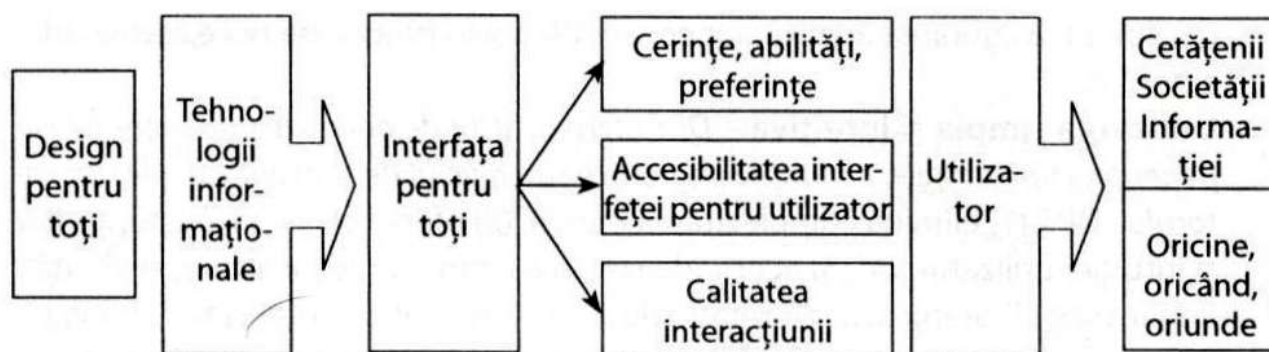 Design
pentru
toți
Tehno-
logii
infor-
mațio-
nale
Interfața
pentru
toți
Cerințe, abilități,
preferințe
Accesibilitatea inter-
feței pentru utilizator
Calitatea
interacțiunii
Utiliza-
tor
Cetățenii
Societății
Informa-
ției
Oricine,
oricând,
oriunde